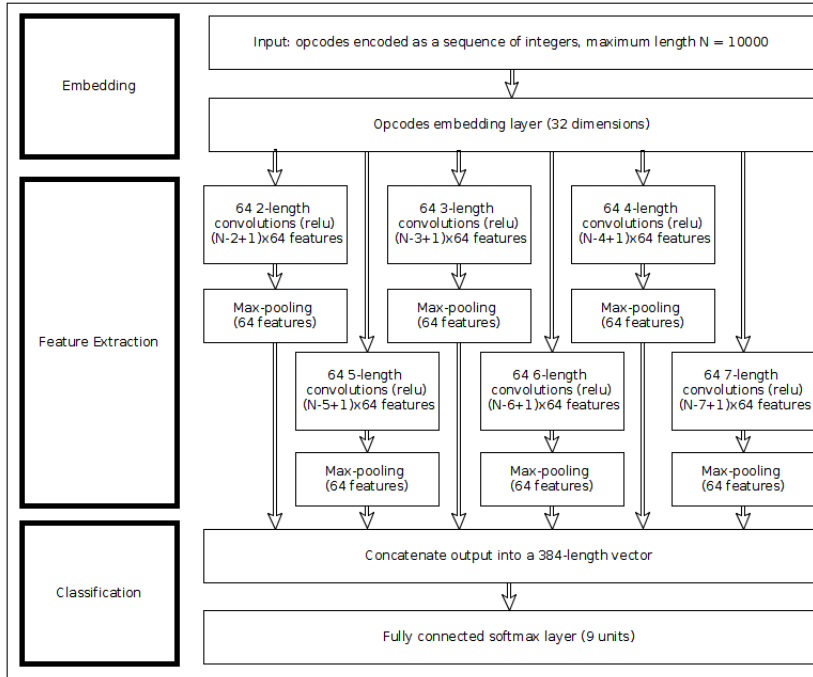 Embedding
Input: opcodes encoded as a sequence of integers, maximum length N = 10000
Opcodes embedding layer (32 dimensions)
Feature Extraction
64 2-length
convolutions (relu)
(N-2+1)x64 features
64 3-length
convolutions (relu)
(N-3+1)x64 features
64 4-length
convolutions (relu)
(N-4+1)x64 features
Max-pooling
(64 features)
Max-pooling
(64 features)
Max-pooling
(64 features)
64 5-length
convolutions (relu)
(N-5+1)x64 features
64 6-length
convolutions (relu)
(N-6+1)x64 features
64 7-length
convolutions (relu)
(N-7+1)x64 features
Max-pooling
(64 features)
Max-pooling
(64 features)
Max-pooling
(64 features)
Classification
Concatenate output into a 384-length vector
Fully connected softmax layer (9 units)